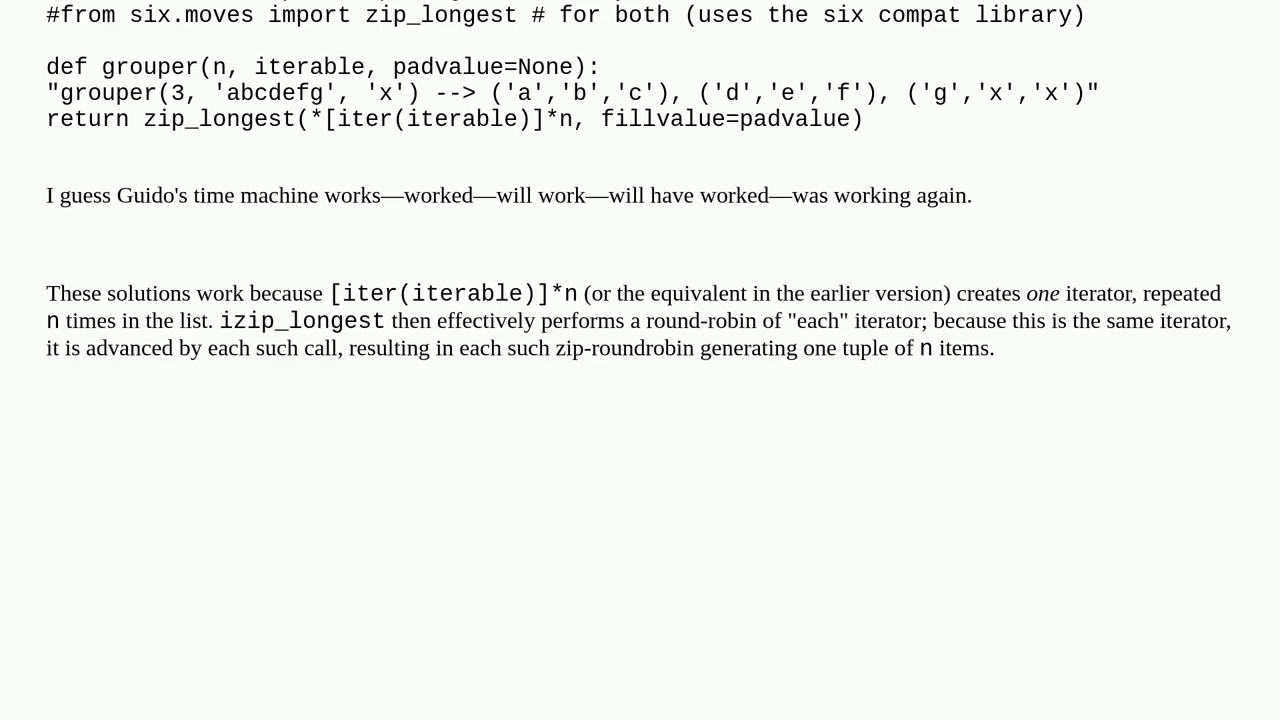 #from six.moves import zip_longest # for both (uses the six compat library)
def grouper(n, iterable, padvalue=None):
"grouper(3, 'abcdefg', 'x') --> ('a','b','c'), ('d','e','f'), ('g','x','x')"
return zip_longest(*[iter(iterable)]*n, fillvalue=padvalue)
I guess Guido's time machine works—worked—will work—will have worked—was working again.
These solutions work because [iter(iterable)]*n (or the equivalent in the earlier version) creates one iterator, repeated
n times in the list. izip_longest then effectively performs a round-robin of "each" iterator; because this is the same iterator,
it is advanced by each such call, resulting in each such zip-roundrobin generating one tuple of n items.